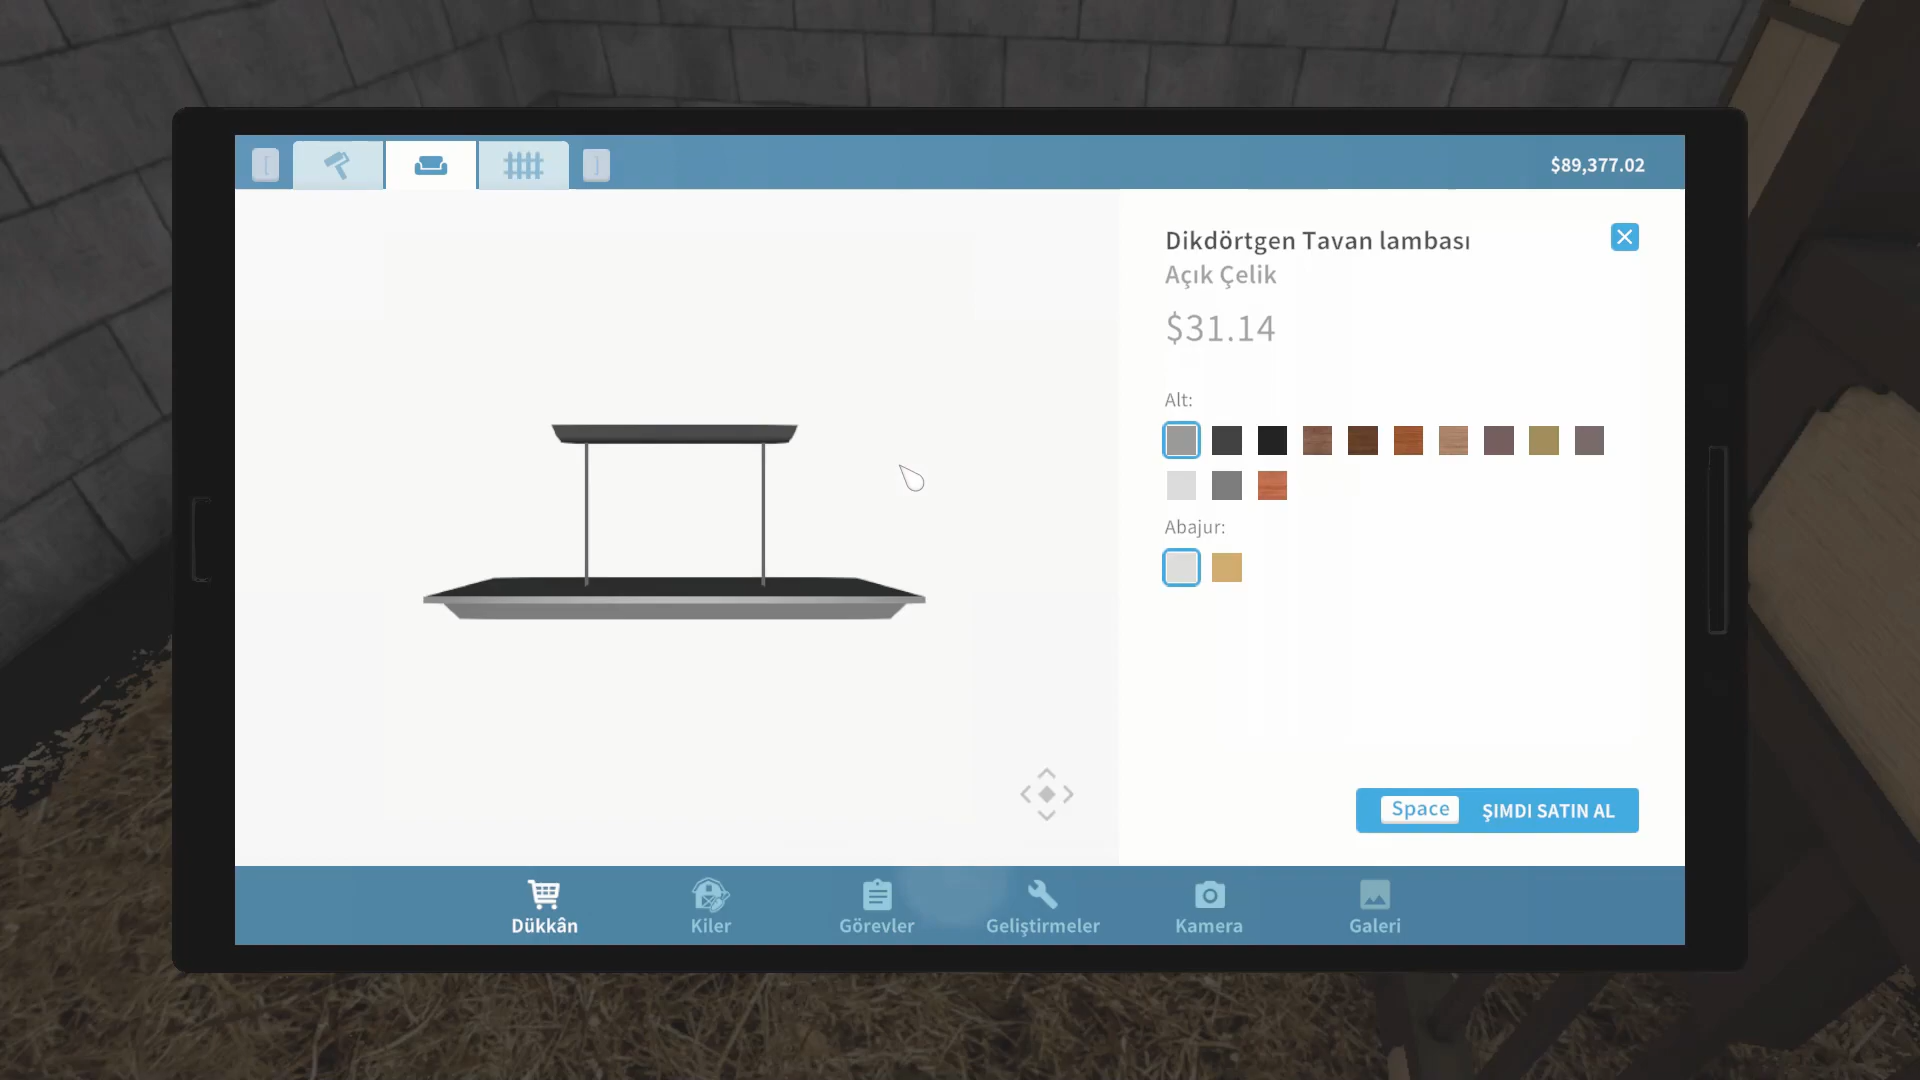 [
]
$89,377.02
Dikdörtgen Tavan lambası
Açık Çelik
$31.14
Alt:
Abajur:
Space ŞIMDI SATIN AL
Dükkân
Kiler
Görevler
Geliştirmeler
Kamera
Galeri